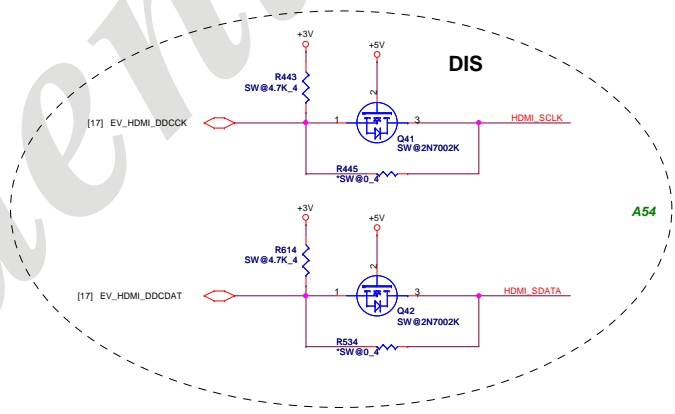 +3V
+5V
DIS
R443
SW@4.7K_4
2
[17] EV_HDMI_DDCCK
1
3
HDMI_SCLK
Q41
SW@2N7002K
R445
*SW@0_4
+3V
+5V
A54
R614
SW@4.7K_4
2
[17] EV_HDMI_DDCDAT
1
3
HDMI_SDATA
Q42
SW@2N7002K
R534
*SW@0_4